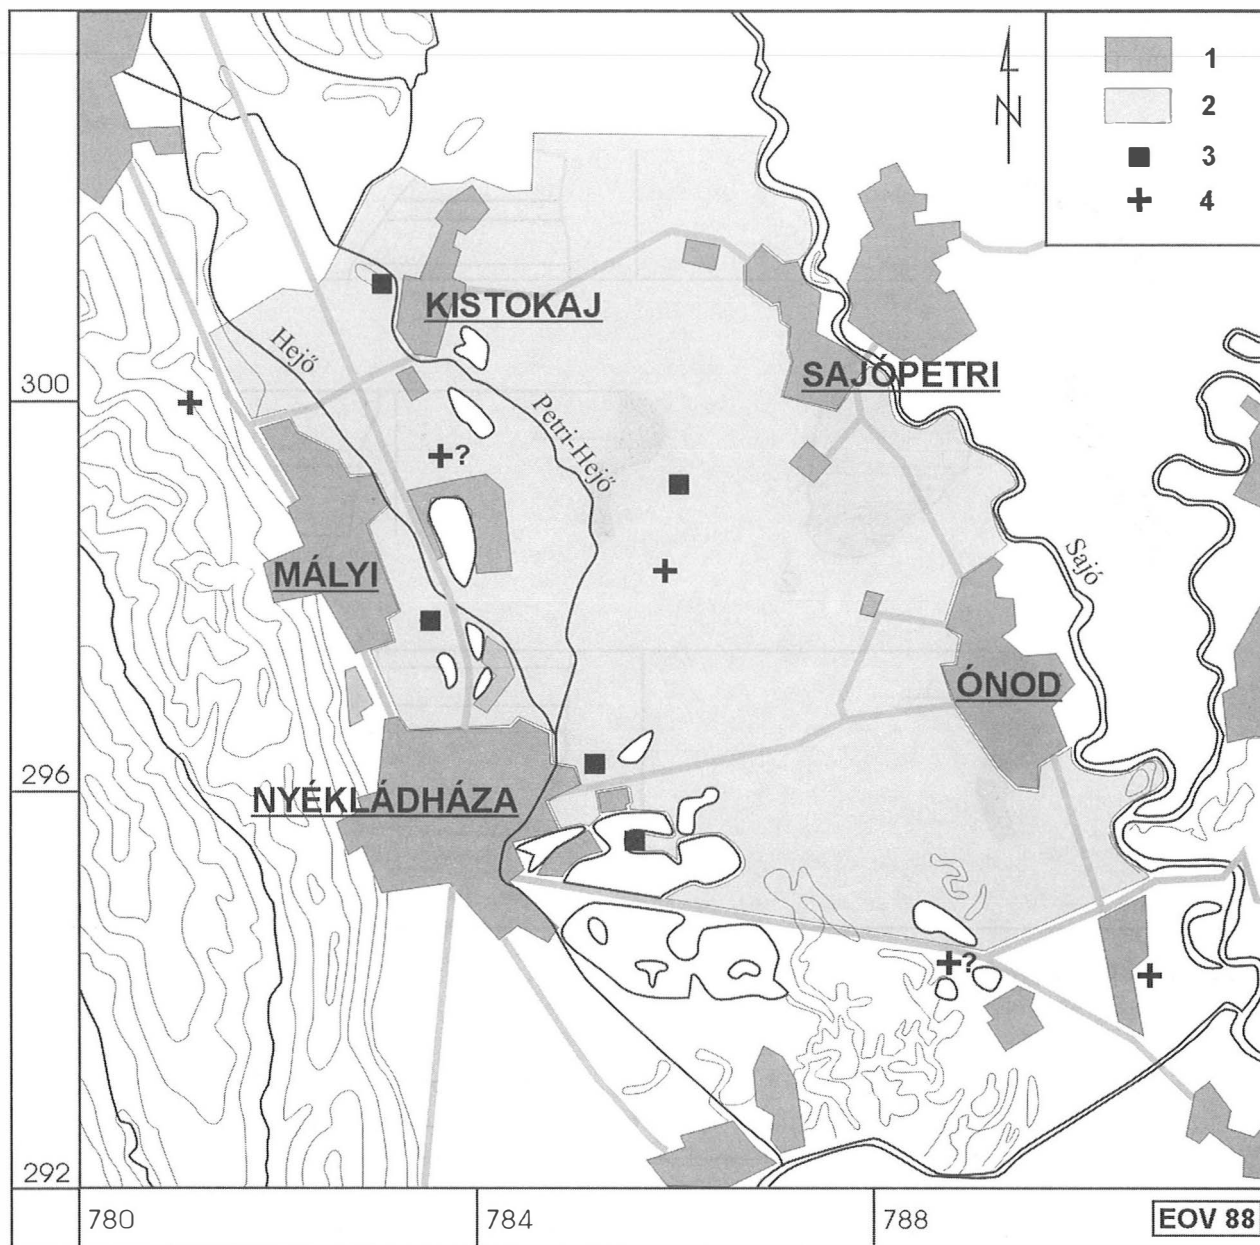 1
2
3
4
KISTOKAJ
Hejő
300
SAJÓPETRI
Petri-Hejő
?
MÁLYI
Sajó
ÓNOD
296
NYÉKLÁDHÁZA
?
292
780
784
788
EOV 88
N